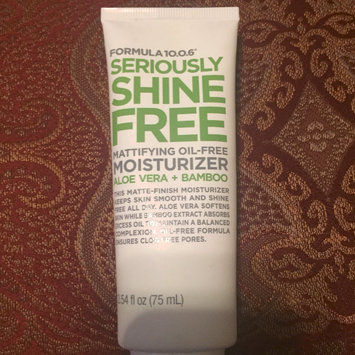 FORMULA 10.0.6
SERIOUSLY
SHINE
FREE
MATTIFYING OIL-FREE
MOISTURIZER
ALOE VERA + BAMBOO
THIS MATTE-FINISH MOISTURIZER
KEEPS SKIN SMOOTH AND SHINE
FREE ALL DAY. ALOE VERA SOFTENS
SKIN WHILE BAMBOO EXTRACT ABSORBS
EXCESS OIL TO MAINTAIN A BALANCED
COMPLEXION. OIL-FREE FORMULA
ENSURES CLOG-FREE PORES.
2.54 fl oz (75 mL)